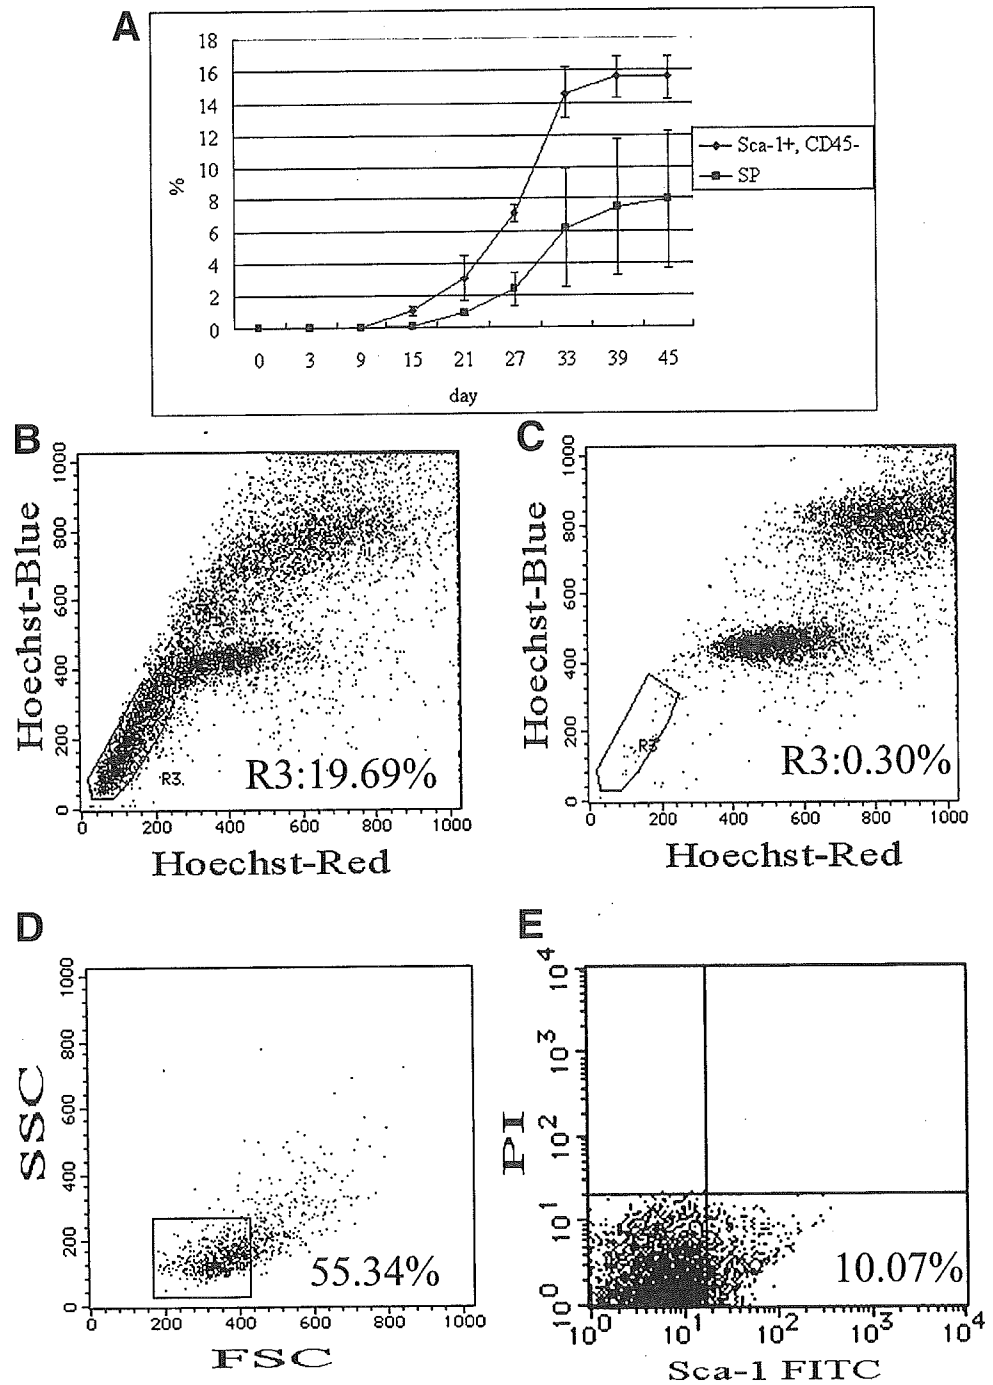 A
18
16
14
12
10
8
6
4
2
0
%
0 3 9 15 21 27 33 39 45
day
Sca-1+, CD45-
SP
B
1000
800
600
400
200
0
Hoechst-Blue
R3
R3:19.69%
0 200 400 600 800 1000
Hoechst-Red
C
1000
800
600
400
200
0
Hoechst-Blue
R3
R3:0.30%
0 200 400 600 800 1000
Hoechst-Red
D
1000
800
600
400
200
0
SSC
55.34%
0 200 400 600 800 1000
FSC
E
10^4
10^3
10^2
10^1
10^0
PI
10.07%
10^0 10^1 10^2 10^3 10^4
Sca-1 FITC